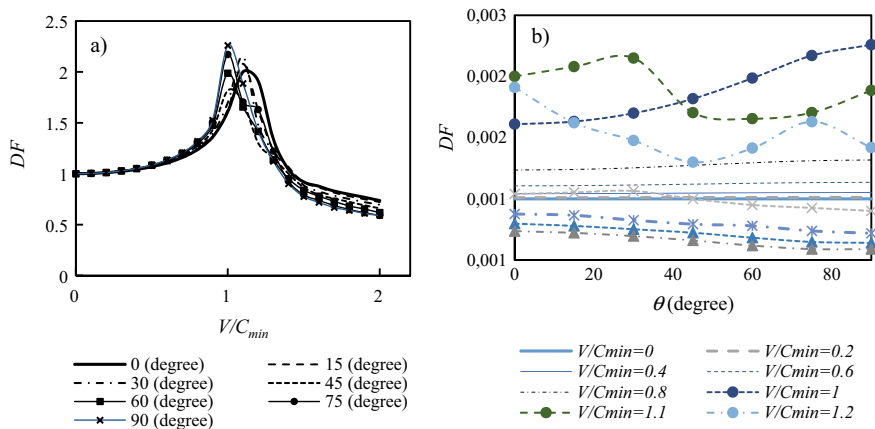 a)
2.5
2
1.5
1
0.5
0
0 1 2
DF
V/Cmin
0 (degree) 15 (degree)
30 (degree) 45 (degree)
60 (degree) 75 (degree)
90 (degree)
b)
0,003
0,002
0,002
0,001
0,001
0 20 40 60 80
DF
θ (degree)
V/Cmin=0 V/Cmin=0.2
V/Cmin=0.4 V/Cmin=0.6
V/Cmin=0.8 V/Cmin=1
V/Cmin=1.1 V/Cmin=1.2